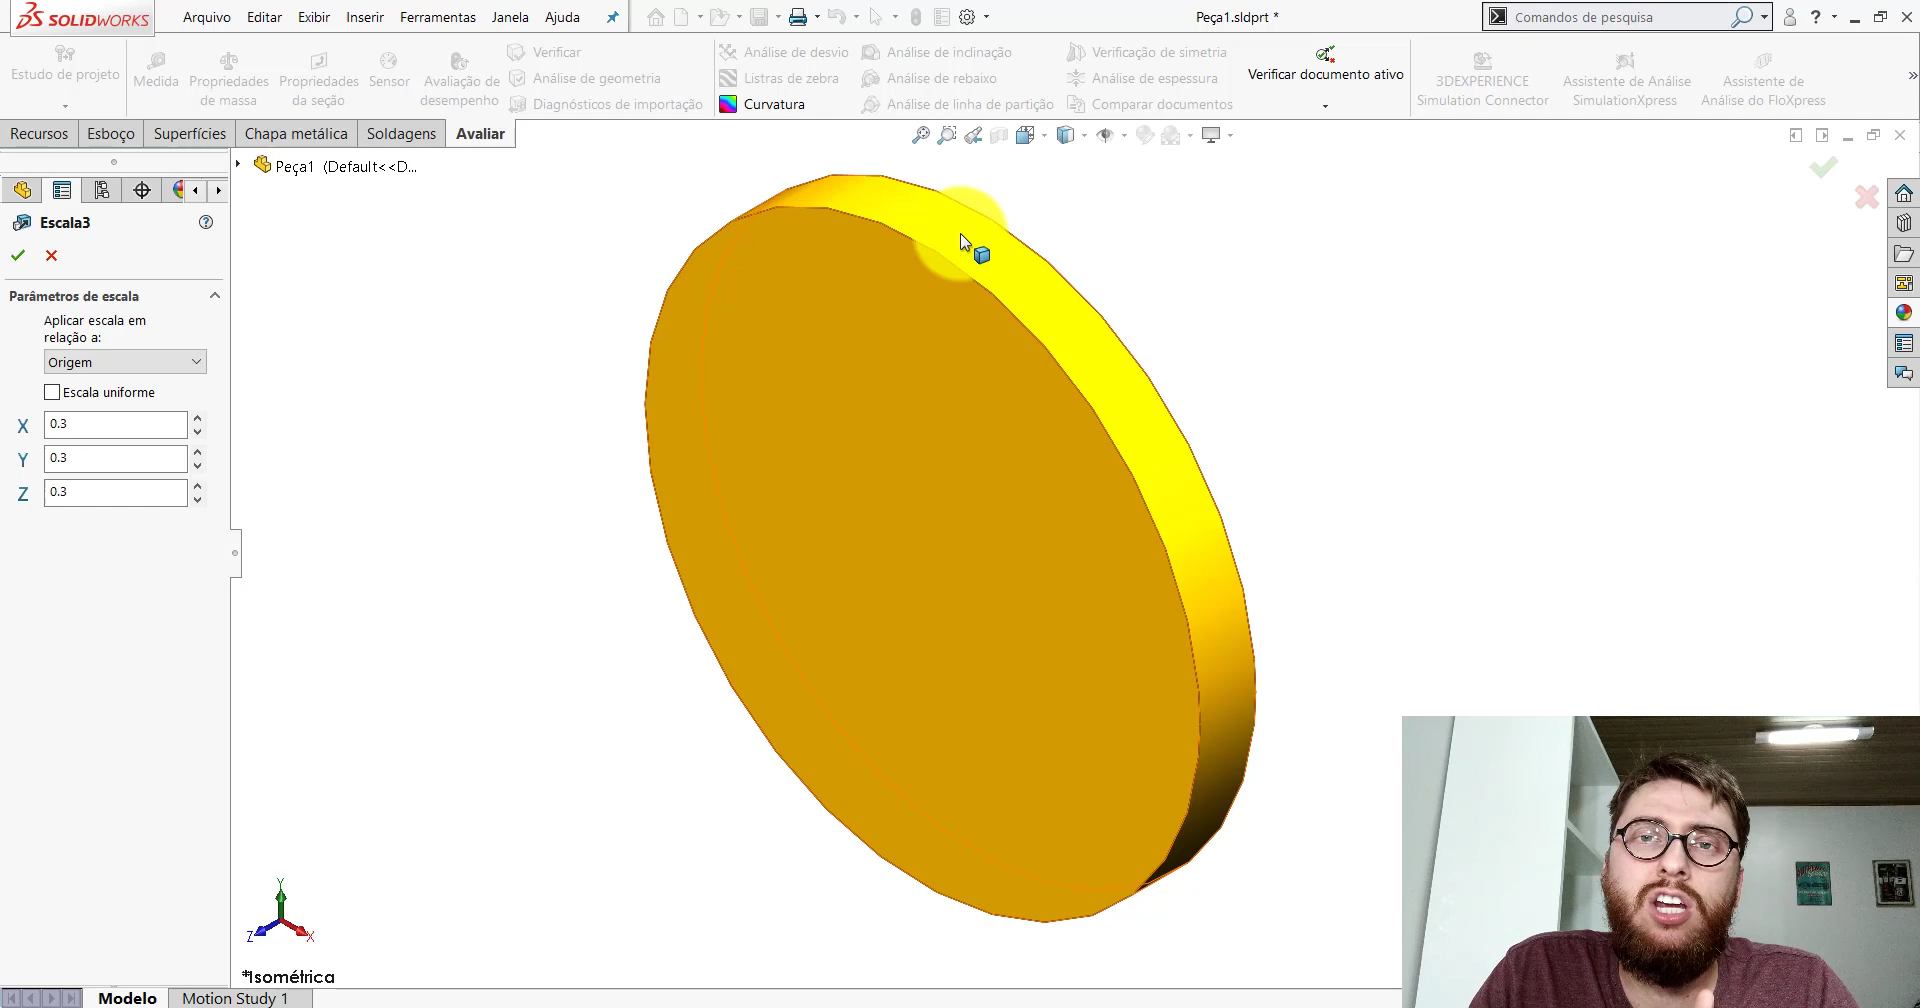 SOLIDWORKS
Arquivo Editar Exibir Inserir Ferramentas Janela Ajuda
Peça1.sldprt *
Comandos de pesquisa
?
Estudo de projeto
Medida
Propriedades de massa
Propriedades da seção
Sensor
Avaliação de desempenho
Verificar
Análise de geometria
Diagnósticos de importação
Análise de desvio
Listras de zebra
Curvatura
Análise de inclinação
Análise de rebaixo
Análise de linha de partição
Verificação de simetria
Análise de espessura
Comparar documentos
Verificar documento ativo
3DEXPERIENCE
Simulation Connector
Assistente de Análise
SimulationXpress
Assistente de
Análise do FloXpress
Recursos Esboço Superfícies Chapa metálica Soldagens Avaliar
Peça1 (Default<<D...
Escala3
?
Parâmetros de escala
Aplicar escala em
relação a:
Origem
Escala uniforme
X 0.3
Y 0.3
Z 0.3
Y
Z X
*Isométrica
Modelo Motion Study 1